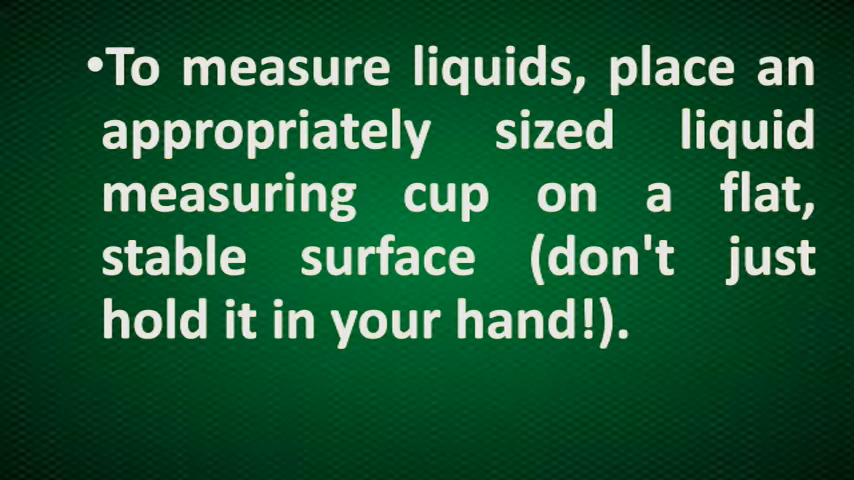 •To measure liquids, place an
appropriately sized liquid
measuring cup on a flat,
stable surface (don't just
hold it in your hand!).